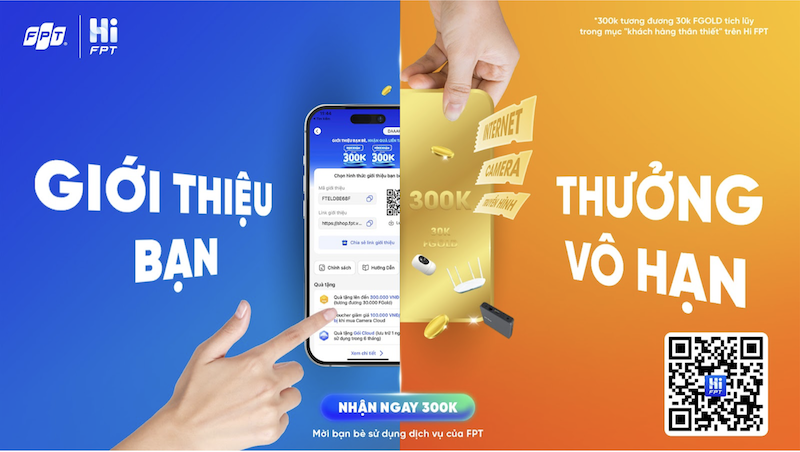 FPT
Hi
FPT
*300k tương đương 30k FGOLD tích lũy
trong mục "khách hàng thân thiết" trên Hi FPT
GIỚI THIỆU
BẠN
GIỚI THIỆU BẠN BÈ, NHẬN QUÀ LIỀN
300K
300K
Chọn hình thức giới thiệu bạn b
Mã giới thiệu
Link giới thiệu
https://shop.fpt.v...
Chia sẻ link giới thiệu
Chính sách
Hướng Dẫn
Quà tặng
Quà tặng lên đến 300.000 VNĐ
(tương đương 30.000 FGold)
Voucher giảm giá 100.000 VNĐ
khi mua Camera Cloud
Quà tặng Gói Cloud (lưu trữ 1 ng
sử dụng trong 6 tháng)
Xem chi tiết
INTERNET
CAMERA
TRUYỀN HÌNH
300K
30K
FGOLD
THƯỞNG
VÔ HẠN
Hi
FPT
NHẬN NGAY 300K
Mời bạn bè sử dụng dịch vụ của FPT